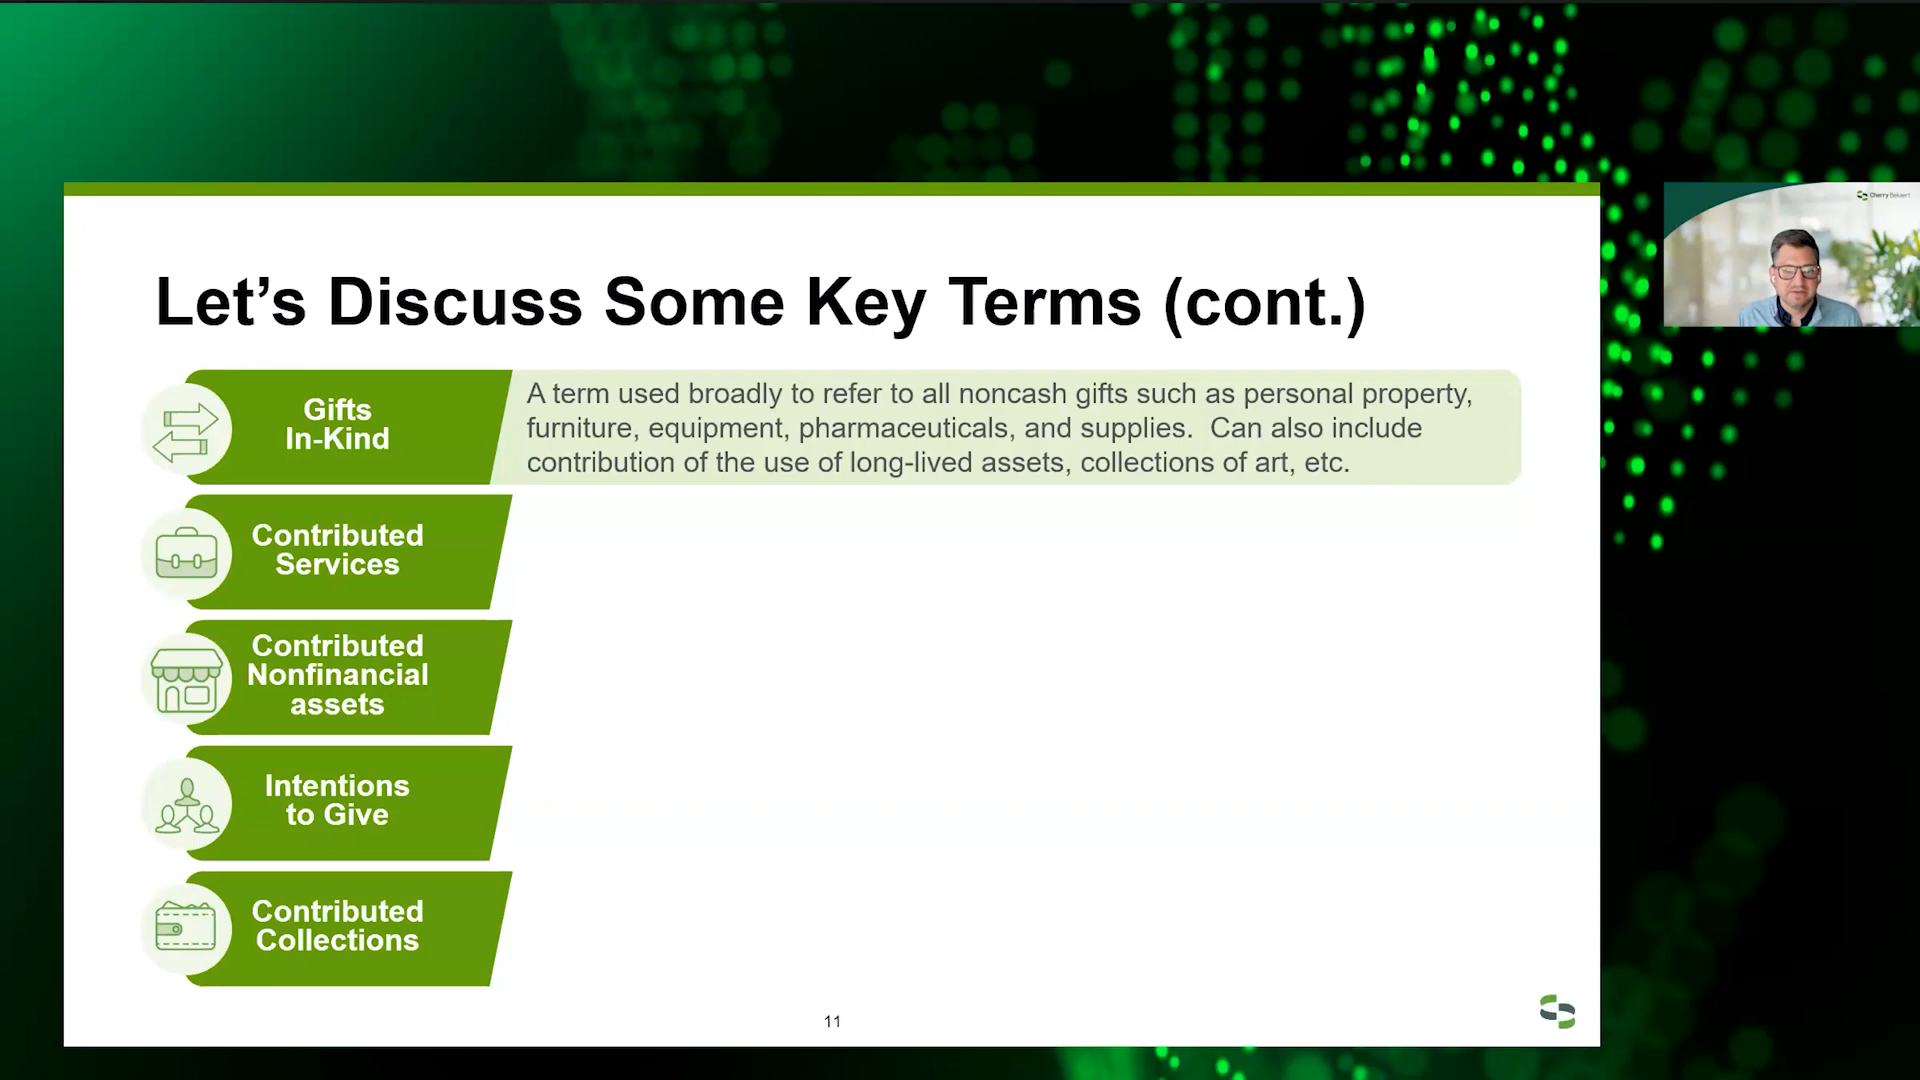 Cherry Bekaert
Let’s Discuss Some Key Terms (cont.)
Gifts
In-Kind
A term used broadly to refer to all noncash gifts such as personal property,
furniture, equipment, pharmaceuticals, and supplies.  Can also include
contribution of the use of long-lived assets, collections of art, etc.
Contributed
Services
Contributed
Nonfinancial
assets
Intentions
to Give
Contributed
Collections
11